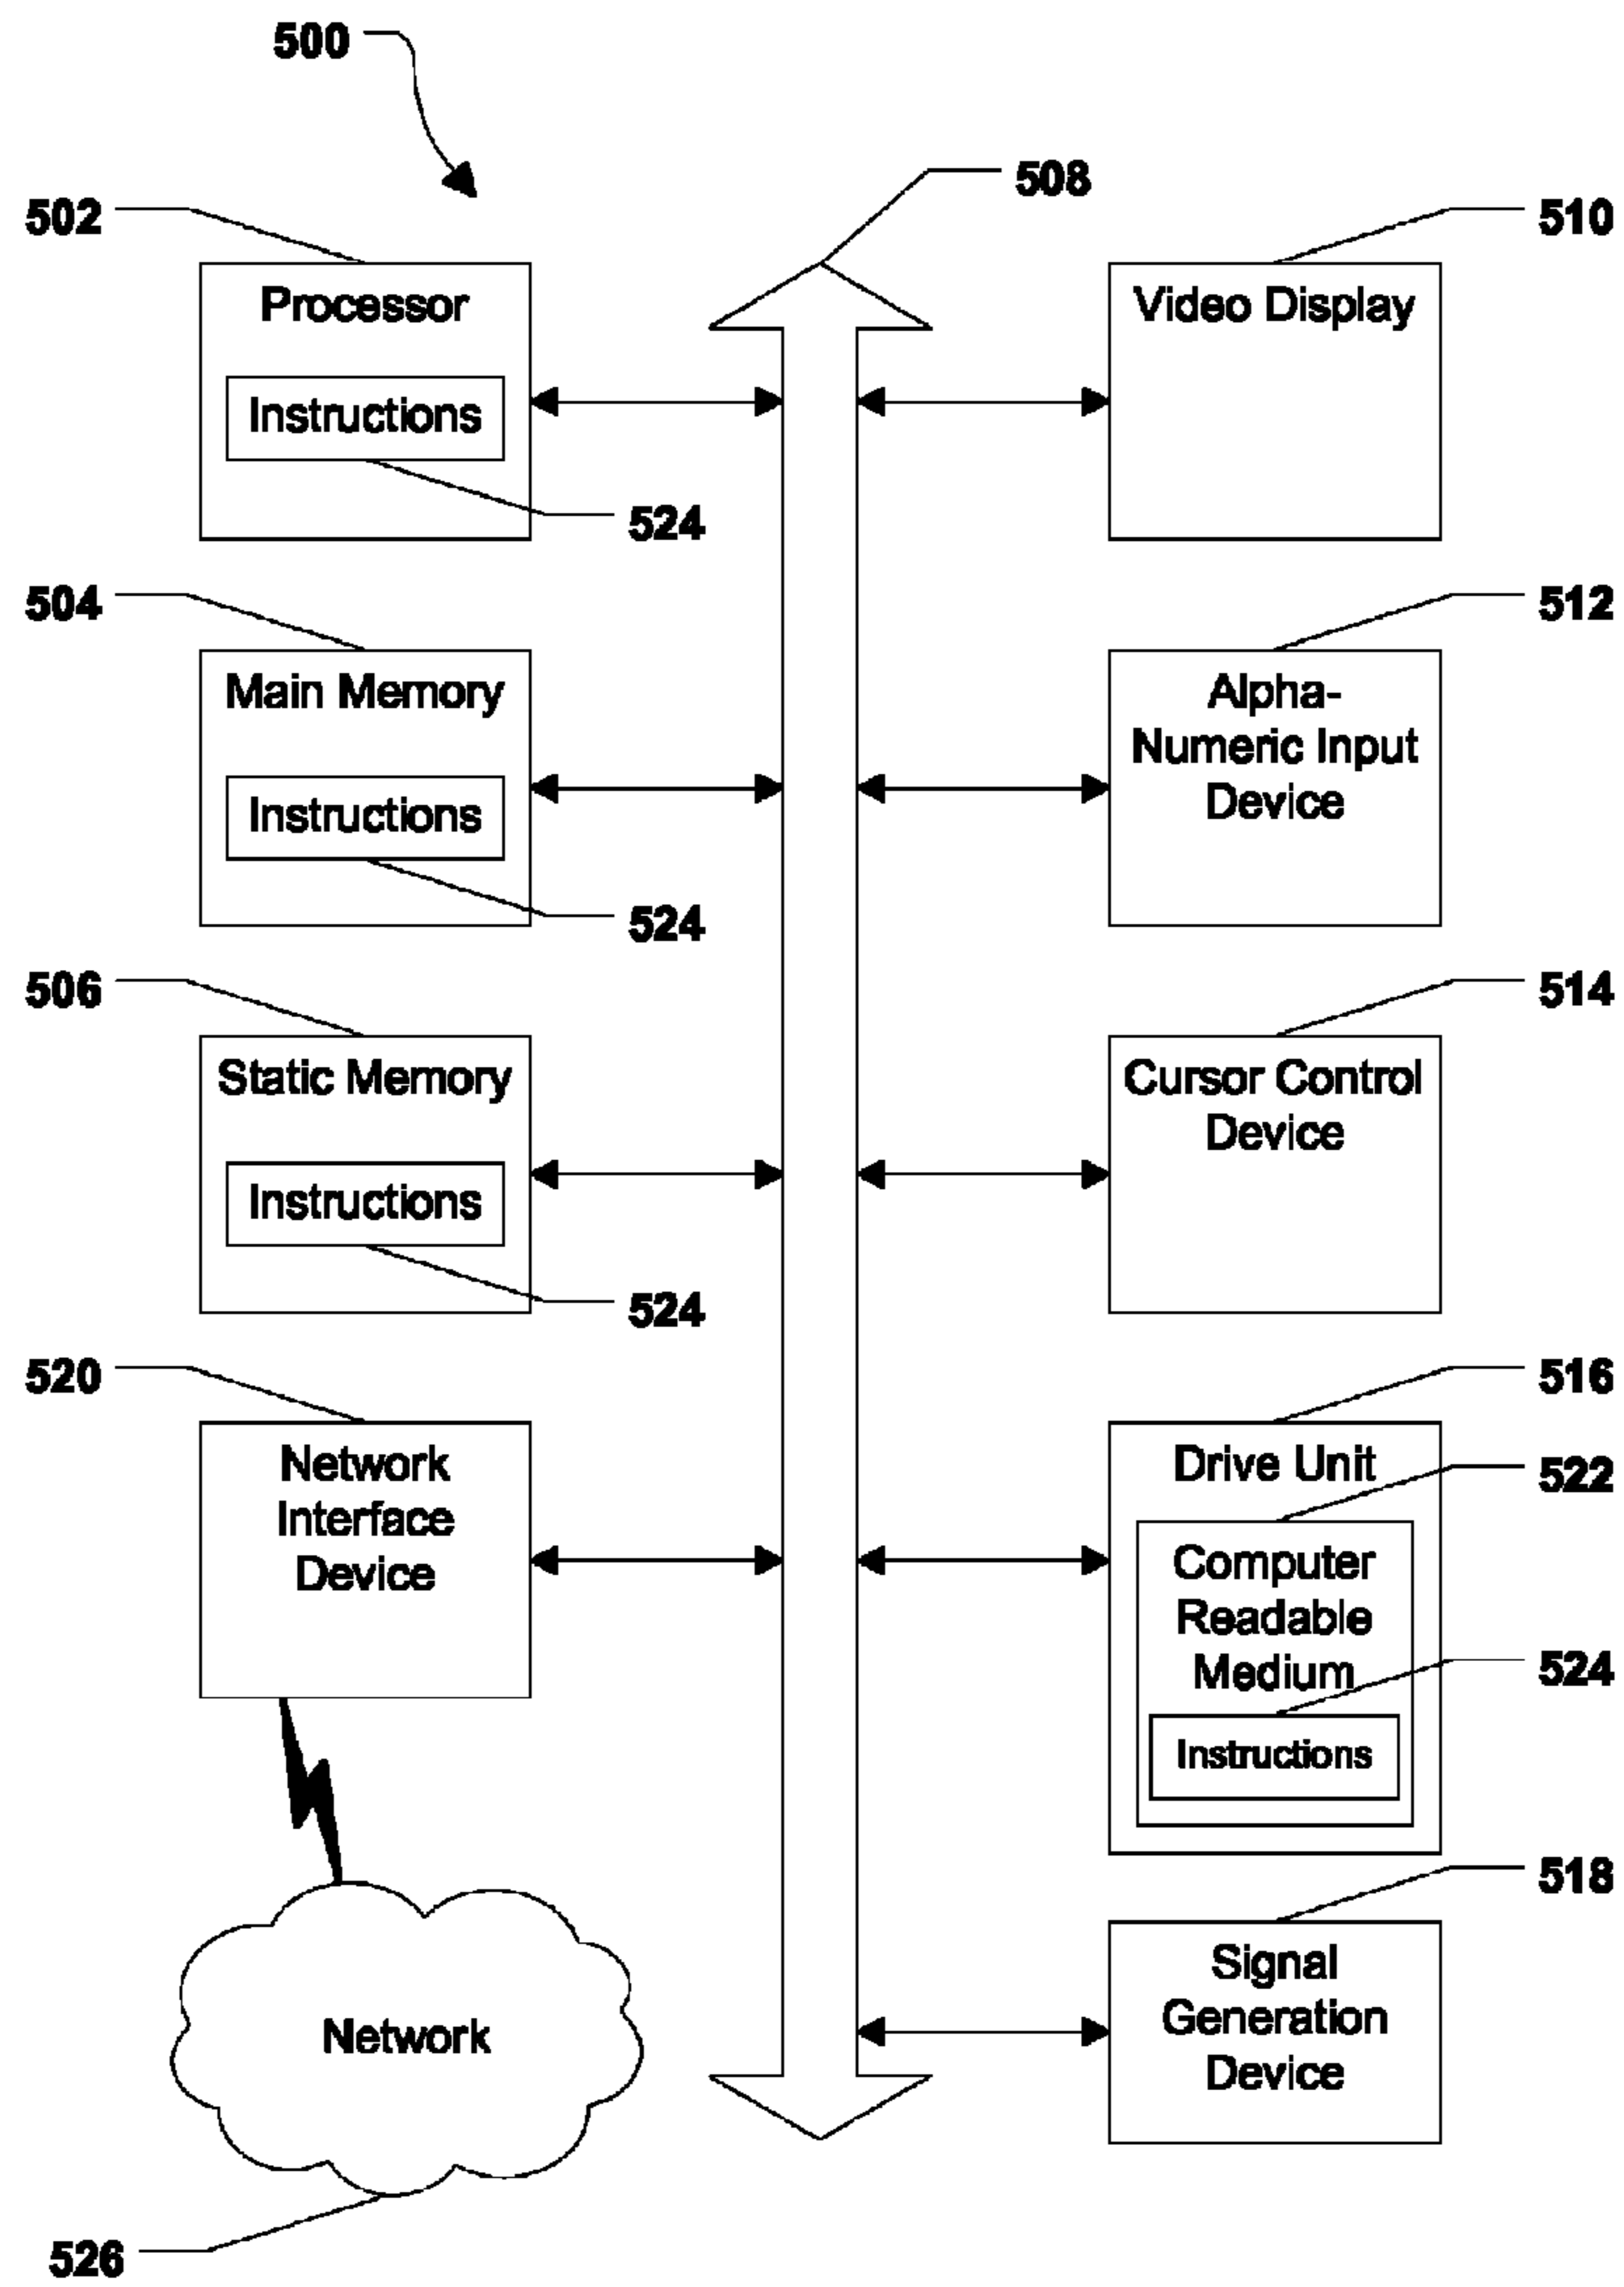 500
508
502
510
Processor
Instructions
524
Video Display
504
512
Main Memory
Instructions
524
Alpha-
Numeric Input
Device
506
514
Static Memory
Instructions
524
Cursor Control
Device
520
516
Network
Interface
Device
Drive Unit
522
Computer
Readable
Medium
524
Instructions
518
Signal
Generation
Device
Network
526